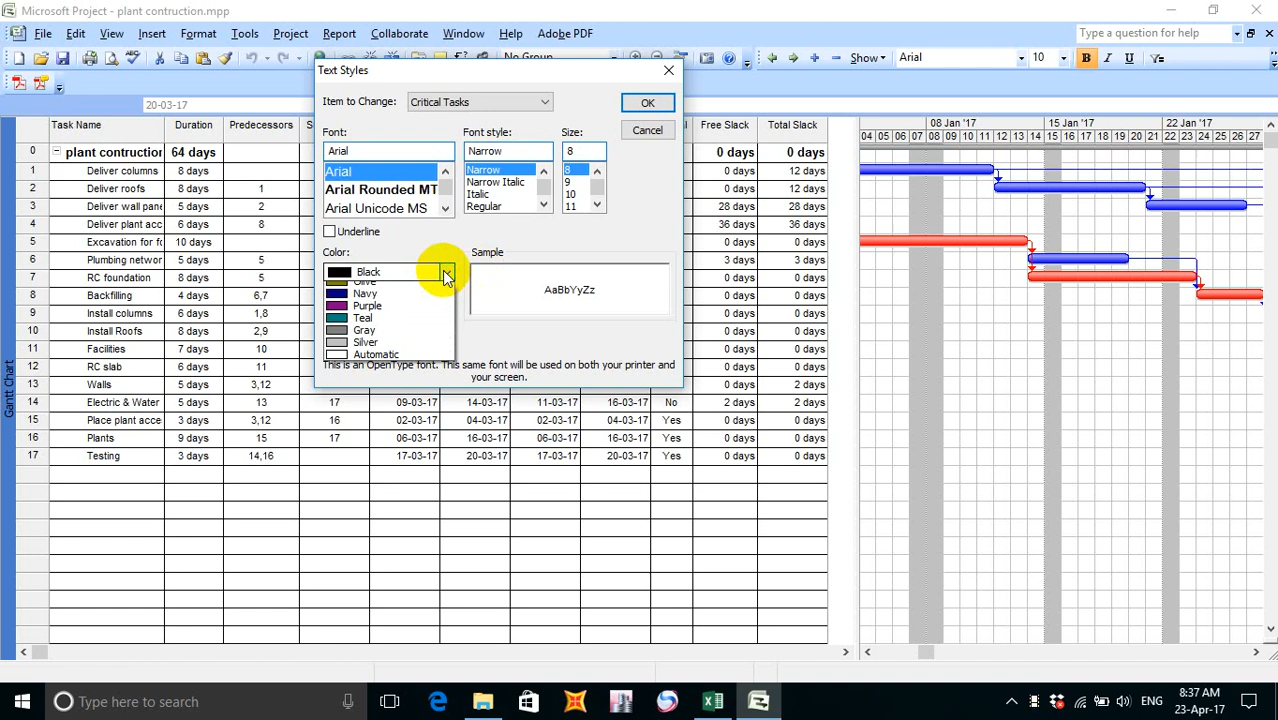 Microsoft Project - plant contruction.mpp
File Edit View Insert Format Tools Project Report Collaborate Window Help Adobe PDF
Type a question for help
No Group
Show
Arial
10
B
U
20-03-17
Text Styles
Item to Change:
Critical Tasks
OK
Cancel
Font:
Font style:
Size:
Arial
Narrow
8
Arial
Arial Rounded MT
Arial Unicode MS
Narrow
Narrow Italic
Italic
Regular
8
9
10
11
Underline
Color:
Black
Olive
Navy
Purple
Teal
Gray
Silver
Automatic
Sample
AaBbYyZz
This is an OpenType font. This same font will be used on both your printer and
your screen.
Gantt Chart
Task Name Duration Predecessors Free Slack Total Slack
0 plant contruction 64 days 0 days 0 days
1 Deliver columns 8 days 0 days 12 days
2 Deliver roofs 8 days 1 0 days 12 days
3 Deliver wall pane 5 days 2 28 days 28 days
4 Deliver plant acc 6 days 8 36 days 36 days
5 Excavation for fo 10 days 0 days 0 days
6 Plumbing networ 3 days 5 3 days 3 days
7 RC foundation 8 days 5 0 days 0 days
8 Backfilling 3 days 6,7 0 days 0 days
9 Install columns 3 days 1,8 0 days 0 days
10 Install Roofs 8 days 2,9 0 days 0 days
11 Facilities 7 days 10 0 days 0 days
12 RC slab 6 days 11 0 days 0 days
13 Walls 4 days 3,12 0 days 2 days
14 Electric & Water 5 days 13 17 09-03-17 14-03-17 11-03-17 16-03-17 No 2 days 2 days
15 Place plant acce 3 days 3,12 16 02-03-17 04-03-17 02-03-17 04-03-17 Yes 0 days 0 days
16 Plants 9 days 15 17 06-03-17 16-03-17 06-03-17 16-03-17 Yes 0 days 0 days
17 Testing 3 days 14,16 17-03-17 20-03-17 17-03-17 20-03-17 Yes 0 days 0 days
08 Jan '17 15 Jan '17 22 Jan '17
04 05 06 07 08 09 10 11 12 13 14 15 16 17 18 19 20 21 22 23 24 25 26 27
Type here to search
ENG
8:37 AM
23-Apr-17